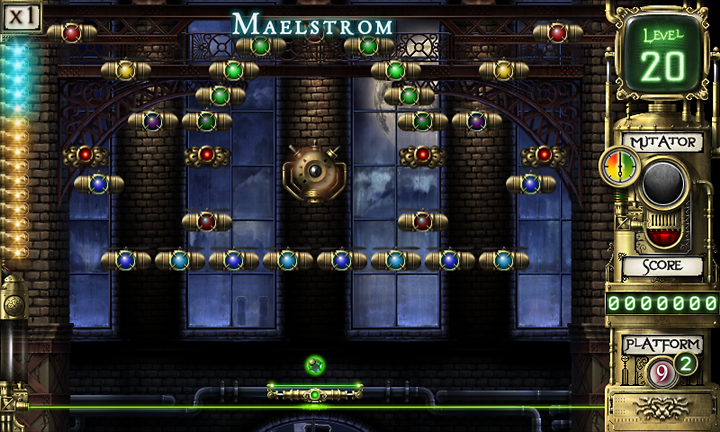 x1
MAELSTROM
LEVEL
20
MUTATOR
SCORE
0000000
PLATFORM
9 2